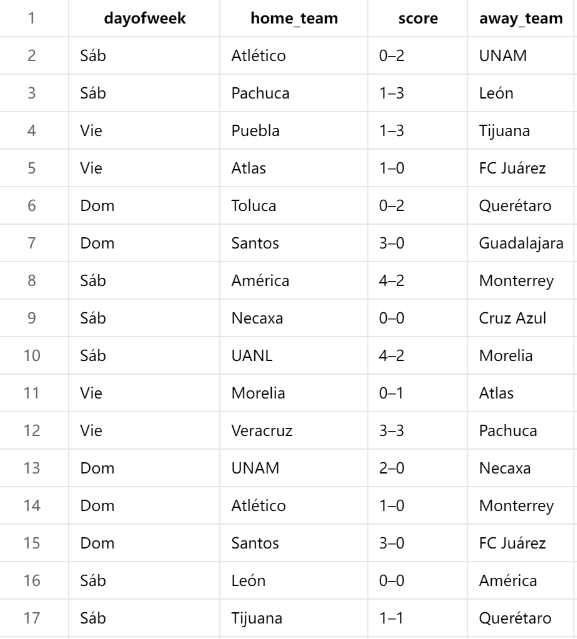 1 dayofweek home_team score away_team
2 Sáb Atlético 0–2 UNAM
3 Sáb Pachuca 1–3 León
4 Vie Puebla 1–3 Tijuana
5 Vie Atlas 1–0 FC Juárez
6 Dom Toluca 0–2 Querétaro
7 Dom Santos 3–0 Guadalajara
8 Sáb América 4–2 Monterrey
9 Sáb Necaxa 0–0 Cruz Azul
10 Sáb UANL 4–2 Morelia
11 Vie Morelia 0–1 Atlas
12 Vie Veracruz 3–3 Pachuca
13 Dom UNAM 2–0 Necaxa
14 Dom Atlético 1–0 Monterrey
15 Dom Santos 3–0 FC Juárez
16 Sáb León 0–0 América
17 Sáb Tijuana 1–1 Querétaro